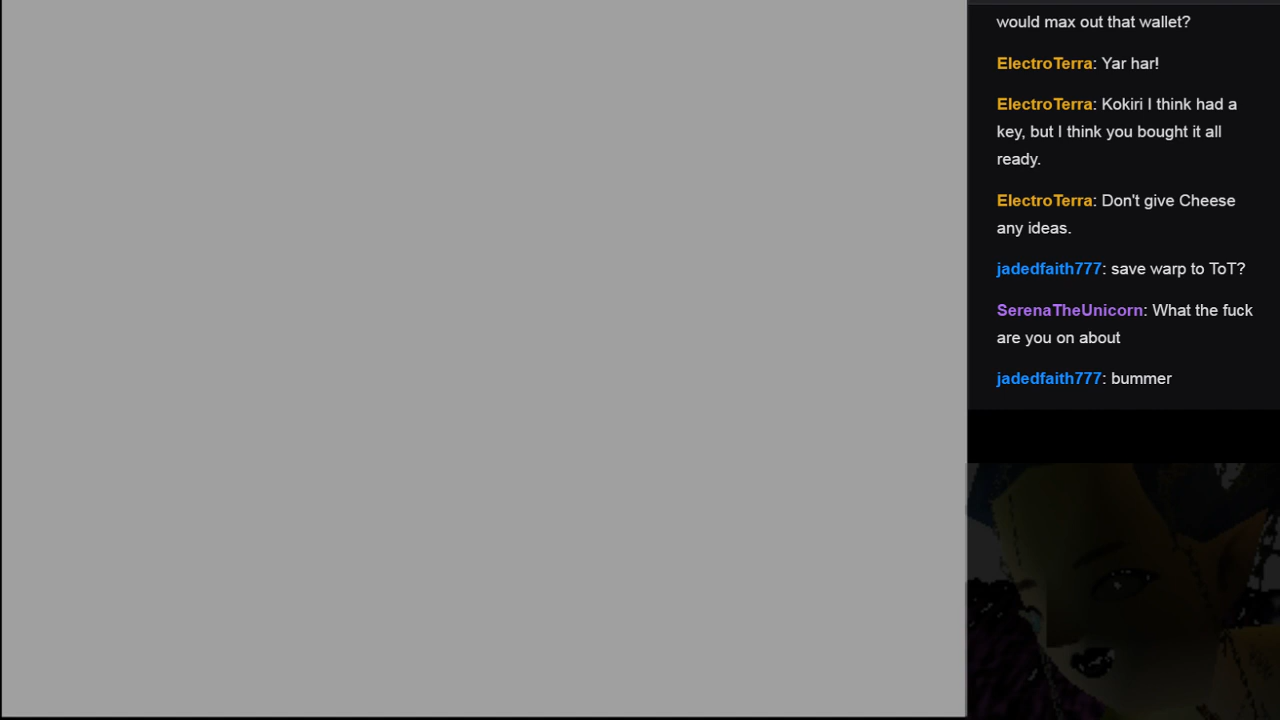 would max out that wallet?
ElectroTerra: Yar har!
ElectroTerra: Kokiri I think had a
key, but I think you bought it all
ready.
ElectroTerra: Don't give Cheese
any ideas.
jadedfaith777: save warp to ToT?
SerenaTheUnicorn: What the fuck
are you on about
jadedfaith777: bummer